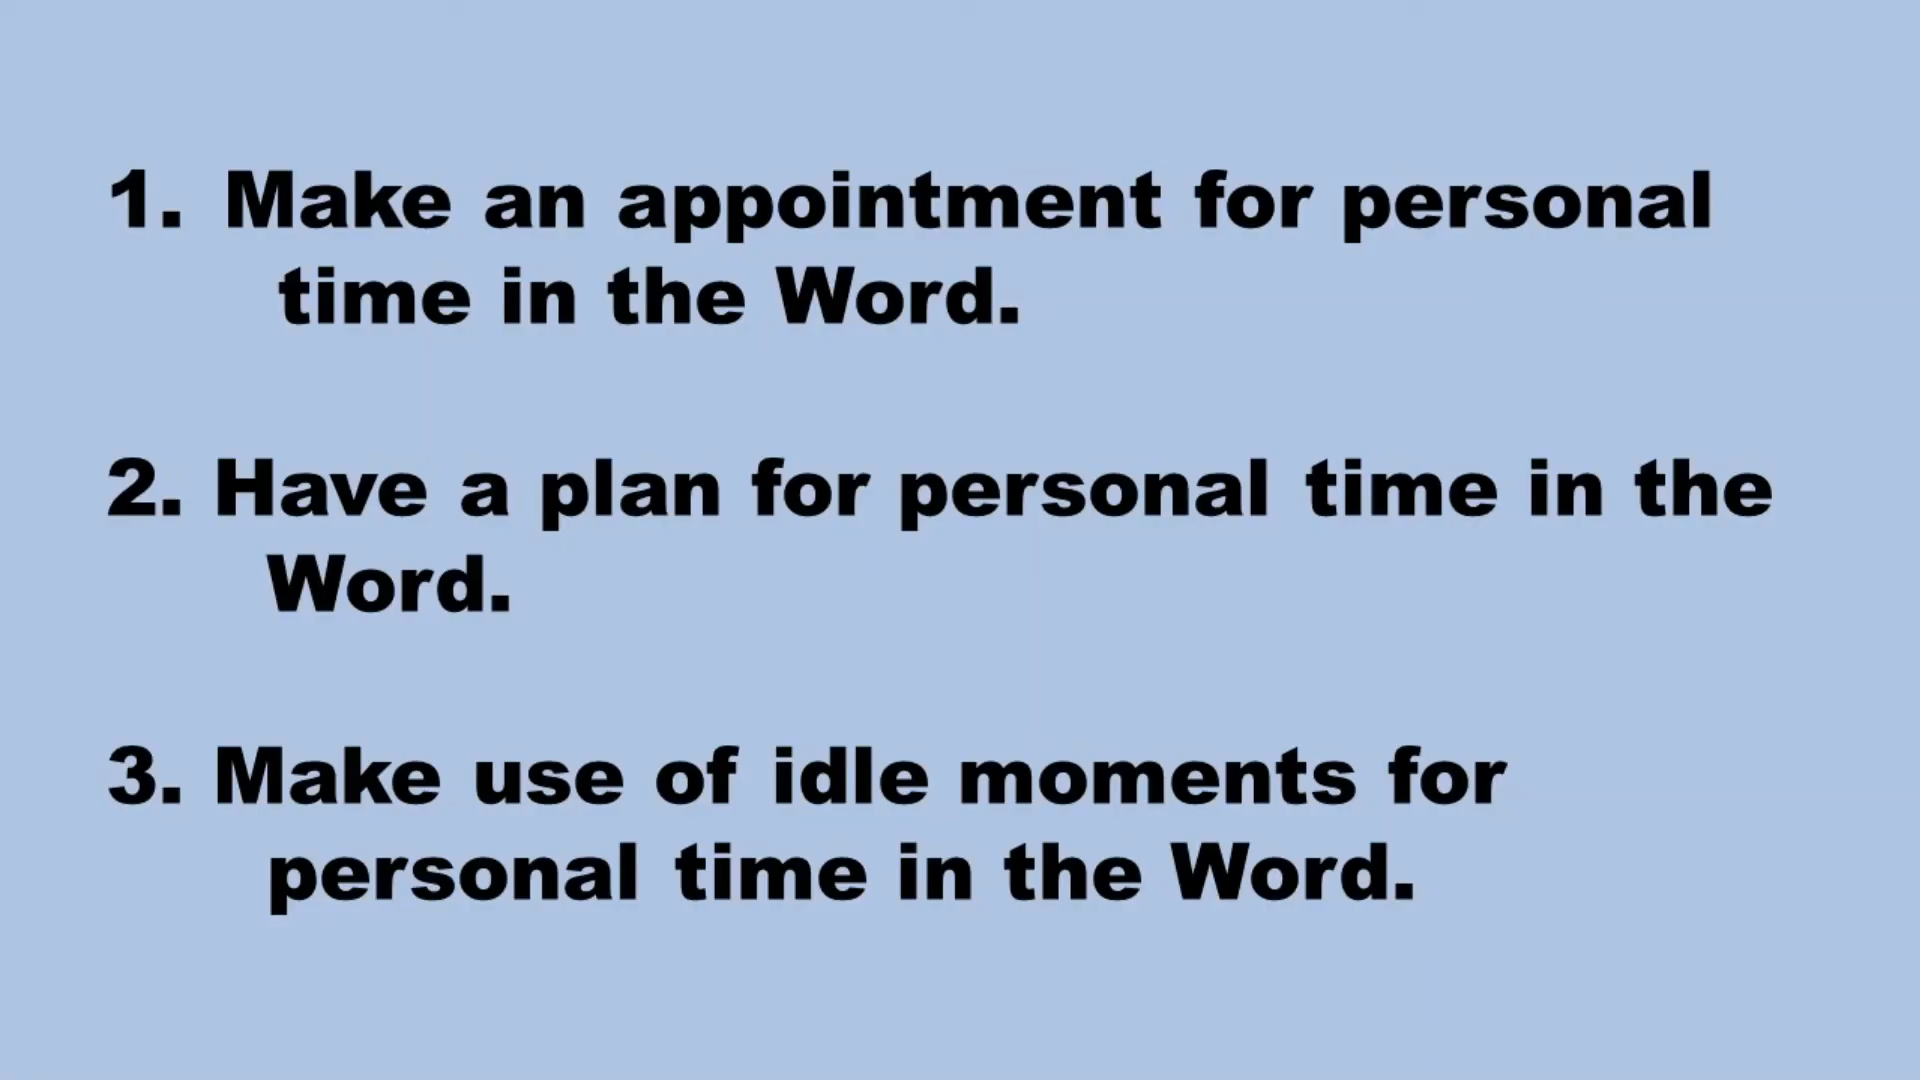 1. Make an appointment for personal
time in the Word.
2. Have a plan for personal time in the
Word.
3. Make use of idle moments for
personal time in the Word.